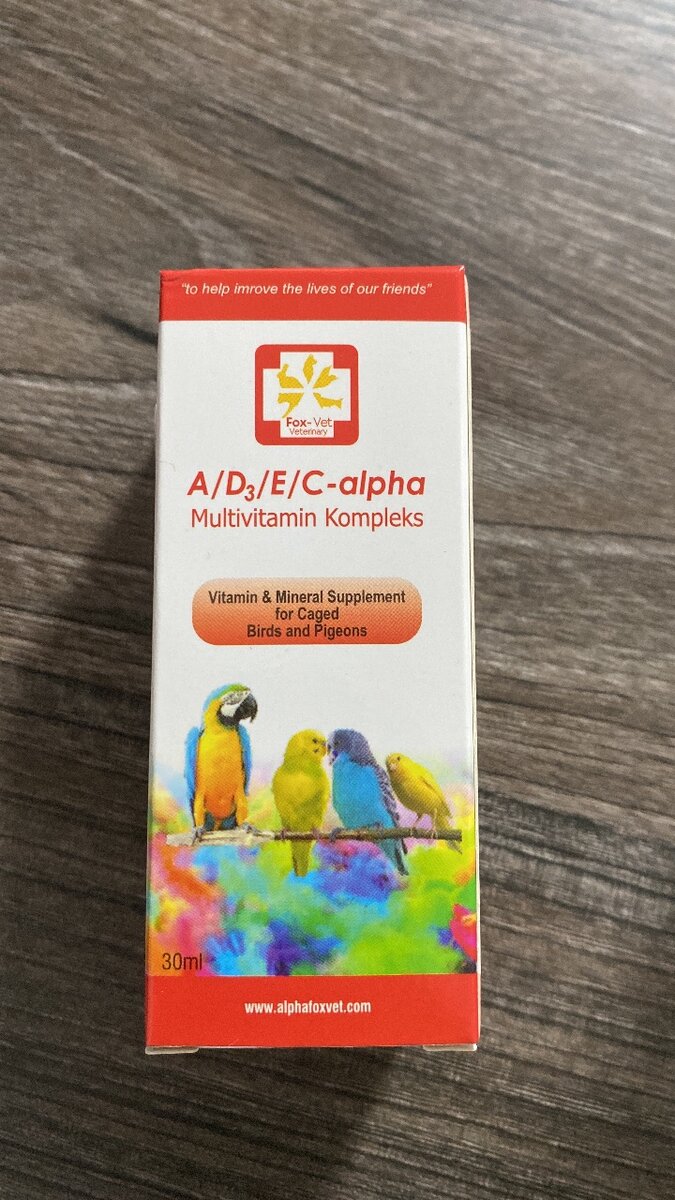 "to help imrove the lives of our friends"
Fox-Vet
Veterinary
A/D₃/E/C-alpha
Multivitamin Kompleks
Vitamin & Mineral Supplement
for Caged
Birds and Pigeons
30ml
www.alphafoxvet.com